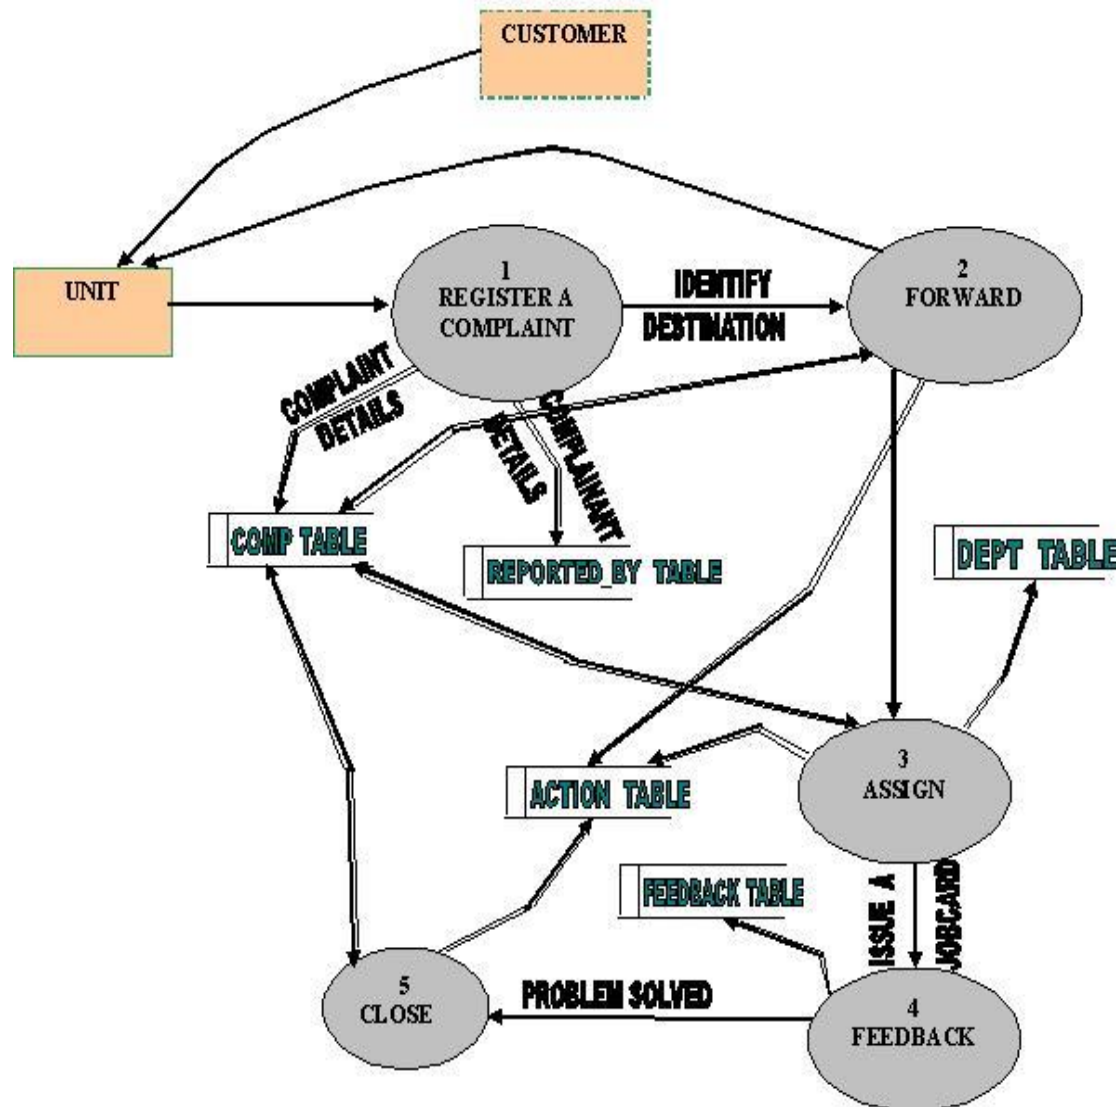 CUSTOMER
UNIT
1
REGISTER A
COMPLAINT
IDENTIFY
DESTINATION
2
FORWARD
COMPLAINT
DETAILS
COMPLAINANT
DETAILS
COMP TABLE
REPORTED_BY TABLE
DEPT TABLE
3
ASSIGN
ACTION TABLE
ISSUE A
JOBCARD
FEEDBACK TABLE
5
CLOSE
PROBLEM SOLVED
4
FEEDBACK